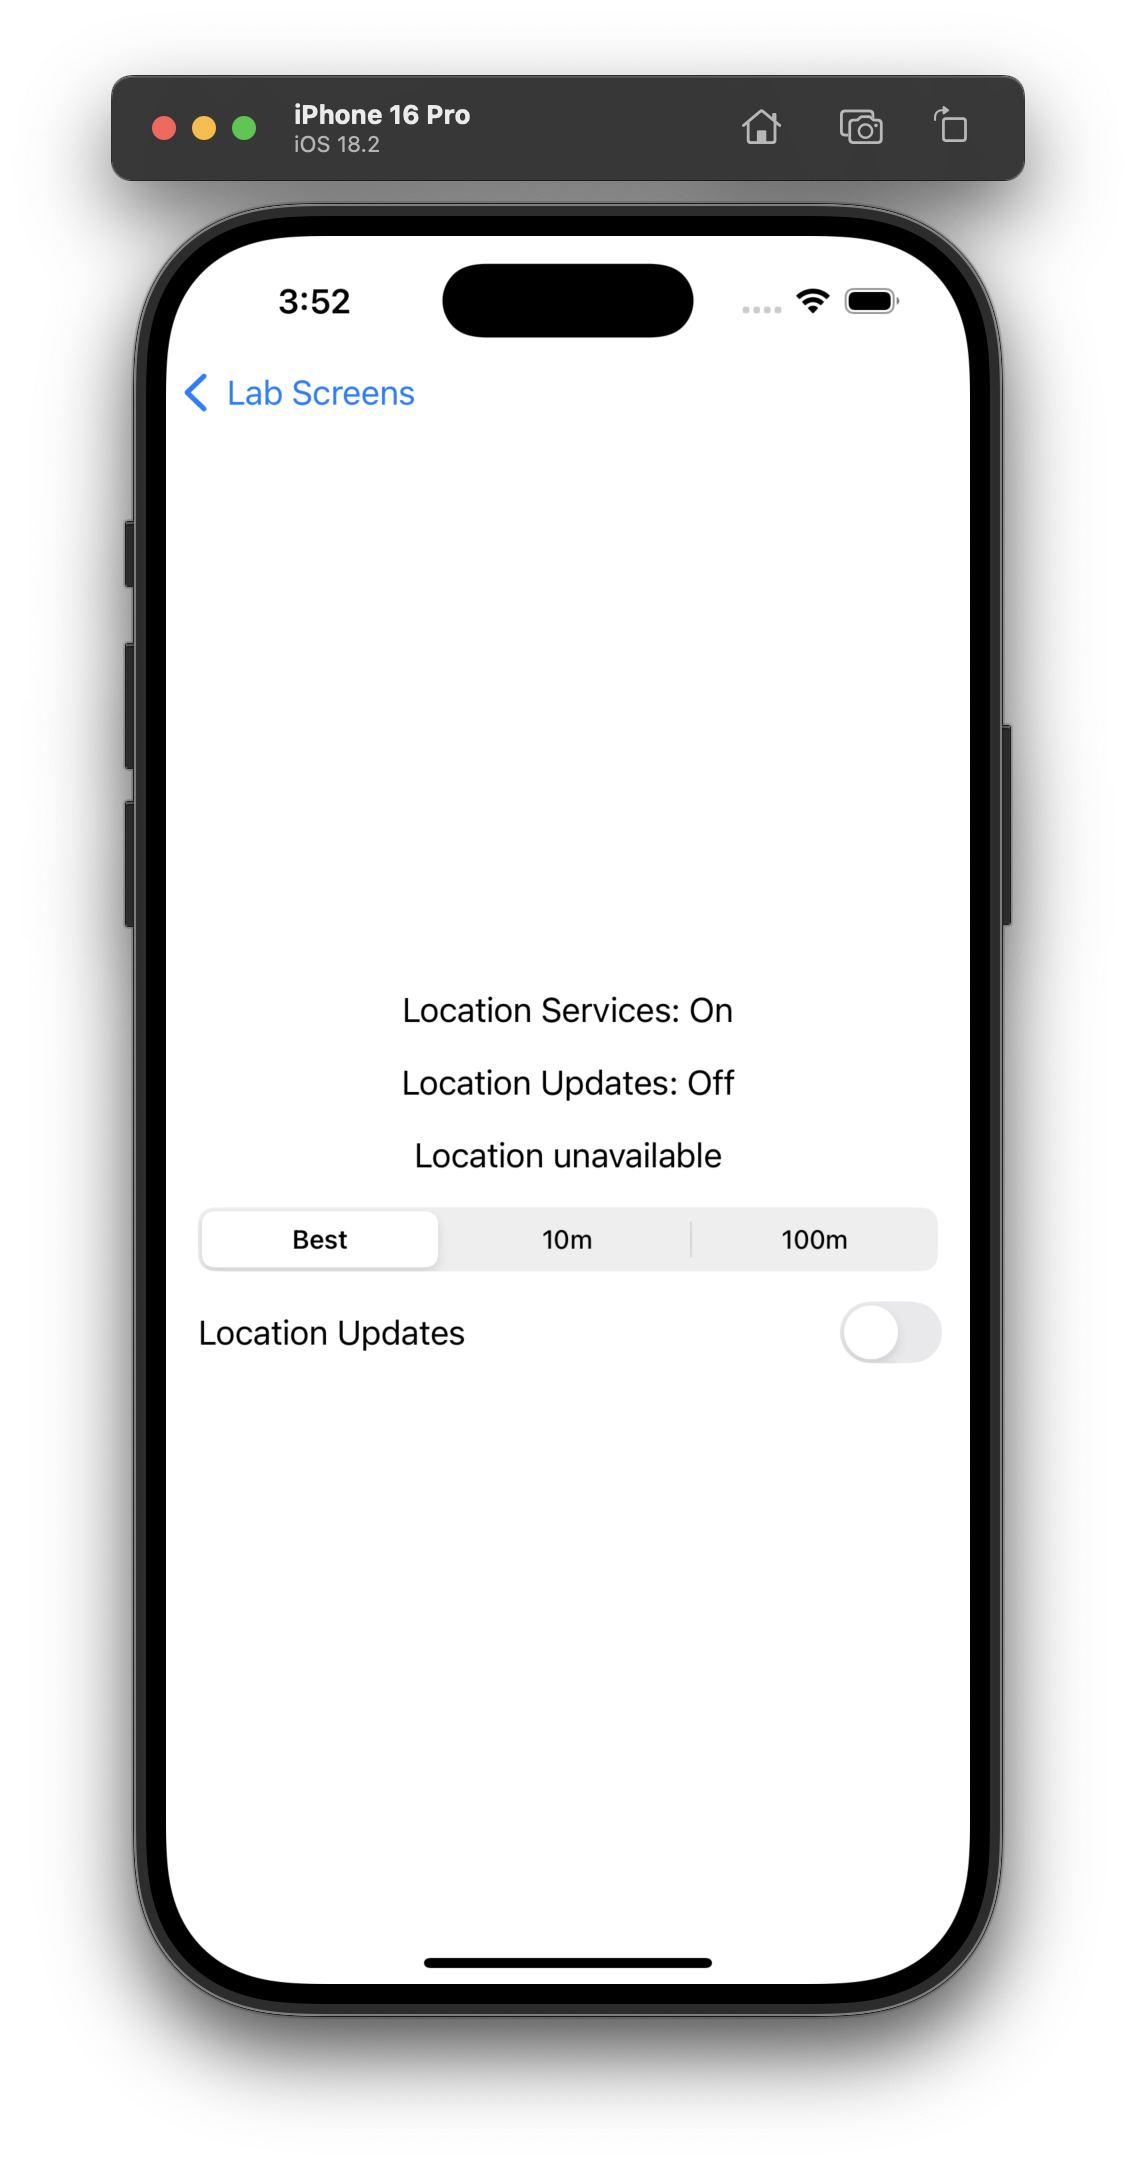 iPhone 16 Pro
iOS 18.2
3:52
Lab Screens
Location Services: On
Location Updates: Off
Location unavailable
Best 10m 100m
Location Updates